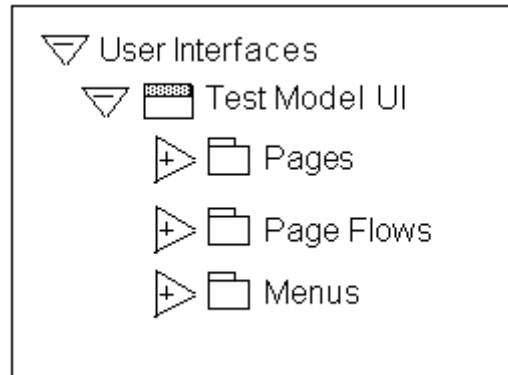 User Interfaces
Test Model UI
Pages
Page Flows
Menus